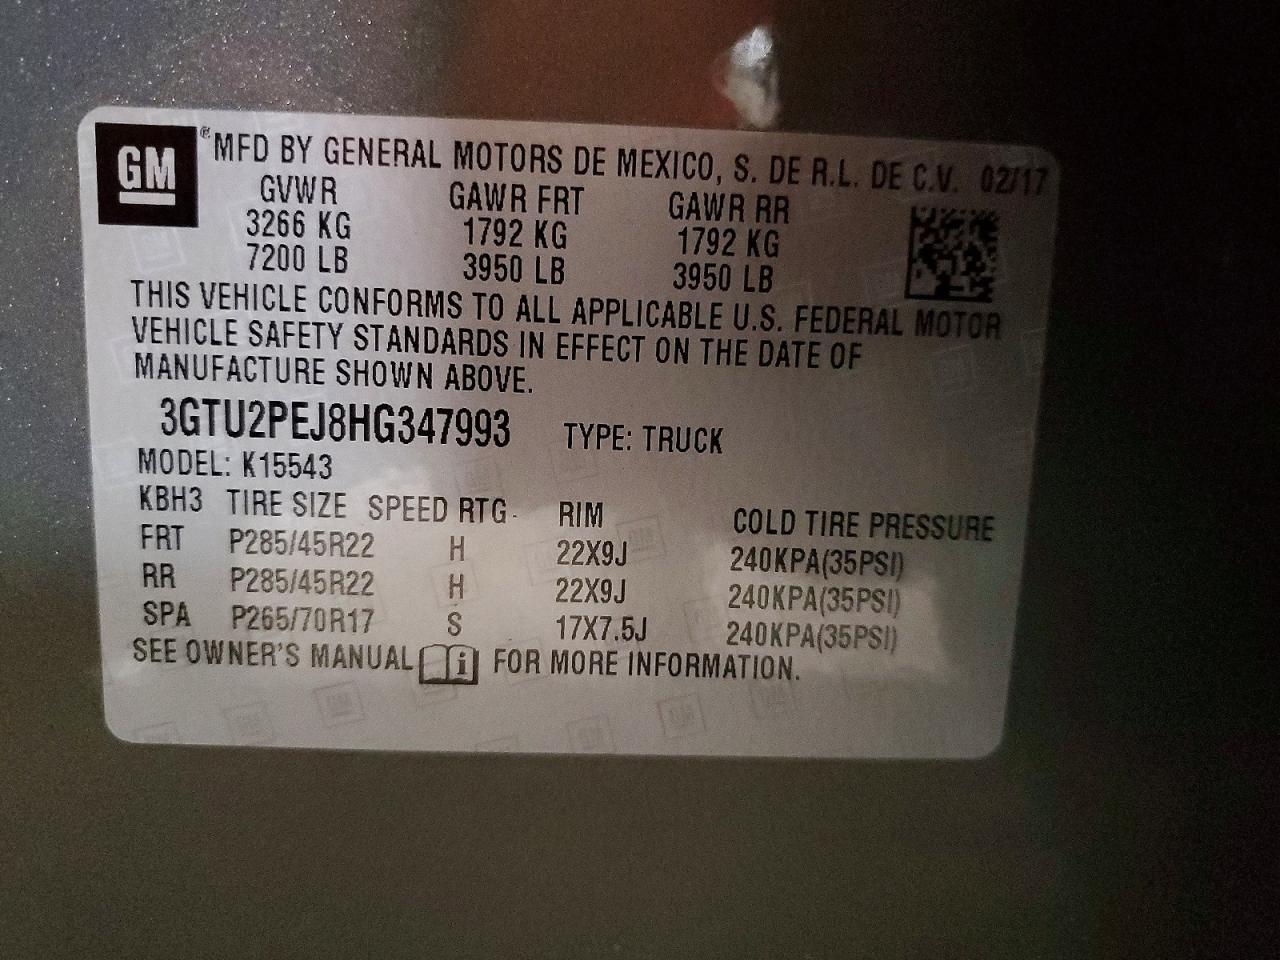 GM ® MFD BY GENERAL MOTORS DE MEXICO, S. DE R.L. DE C.V. 02/17
GVWR GAWR FRT GAWR RR
3266 KG 1792 KG 1792 KG
7200 LB 3950 LB 3950 LB
THIS VEHICLE CONFORMS TO ALL APPLICABLE U.S. FEDERAL MOTOR
VEHICLE SAFETY STANDARDS IN EFFECT ON THE DATE OF
MANUFACTURE SHOWN ABOVE.
3GTU2PEJ8HG347993 TYPE: TRUCK
MODEL: K15543
KBH3 TIRE SIZE SPEED RTG RIM COLD TIRE PRESSURE
FRT P285/45R22 H 22X9J 240KPA(35PSI)
RR P285/45R22 H 22X9J 240KPA(35PSI)
SPA P265/70R17 S 17X7.5J 240KPA(35PSI)
SEE OWNER'S MANUAL i FOR MORE INFORMATION.